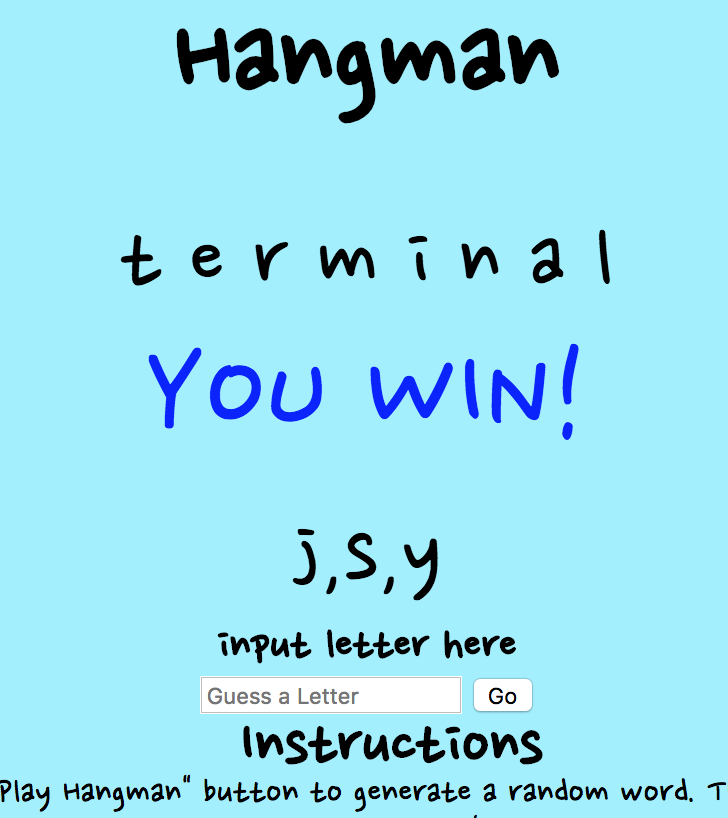 Hangman
t e r m i n a l
YOU WIN!
j,s,y
input letter here
Guess a Letter Go
Instructions
Play Hangman" button to generate a random word. T